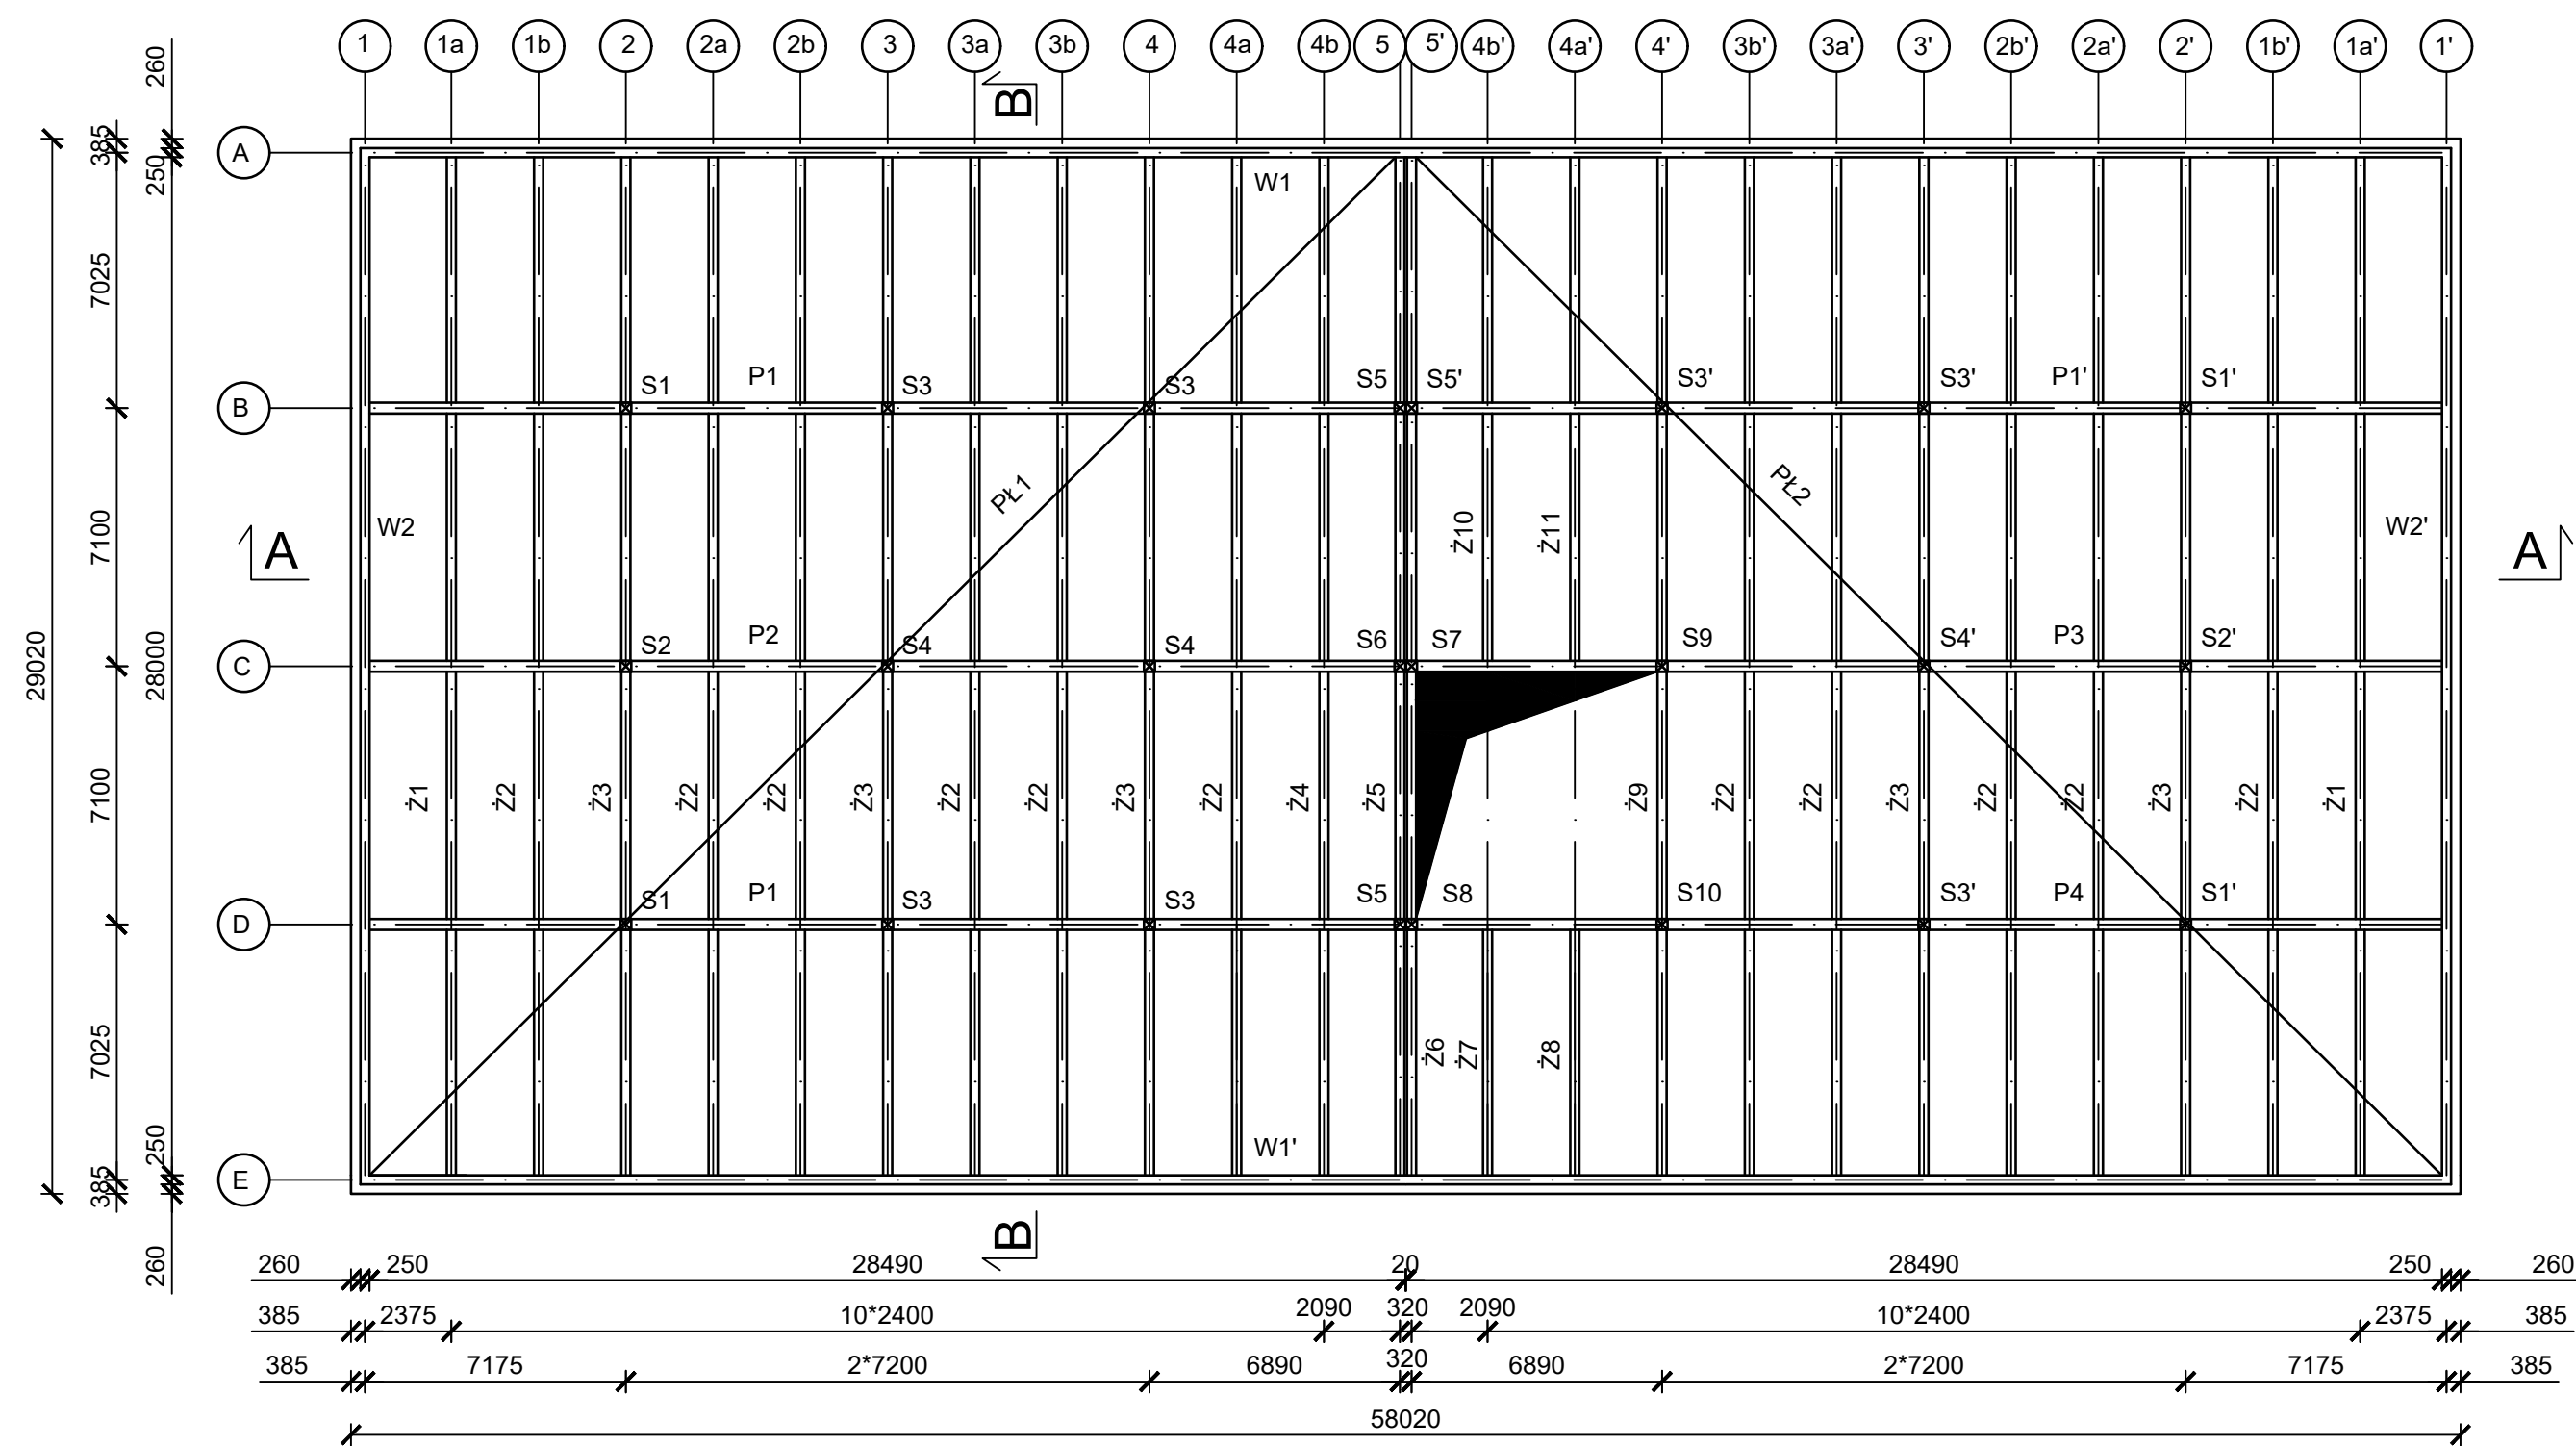 1 1a 1b 2 2a 2b 3 3a 3b 4 4a 4b 5 5' 4b' 4a' 4' 3b' 3a' 3' 2b' 2a' 2' 1b' 1a' 1'
260
B
385
A
250
W1
7025
S1 P1 S3 S3 S5 S5' S3' S3' P1' S1'
B
PŁ1 PŁ2
7100
W2 Ż10 Ż11 W2'
A A
29020 28000
S2 P2 S4 S4 S6 S7 S9 S4' P3 S2'
C
7100
Ż1 Ż2 Ż3 Ż2 Ż2 Ż3 Ż2 Ż2 Ż3 Ż2 Ż4 Ż5 Ż9 Ż2 Ż2 Ż3 Ż2 Ż2 Ż3 Ż2 Ż1
S1 P1 S3 S3 S5 S8 S10 S3' P4 S1'
D
7025
Ż6 Ż7 Ż8
250
W1'
385
E
260
B
260 250 28490 20 28490 250 260
385 2375 10*2400 2090 320 2090 10*2400 2375 385
385 7175 2*7200 6890 320 6890 2*7200 7175 385
58020